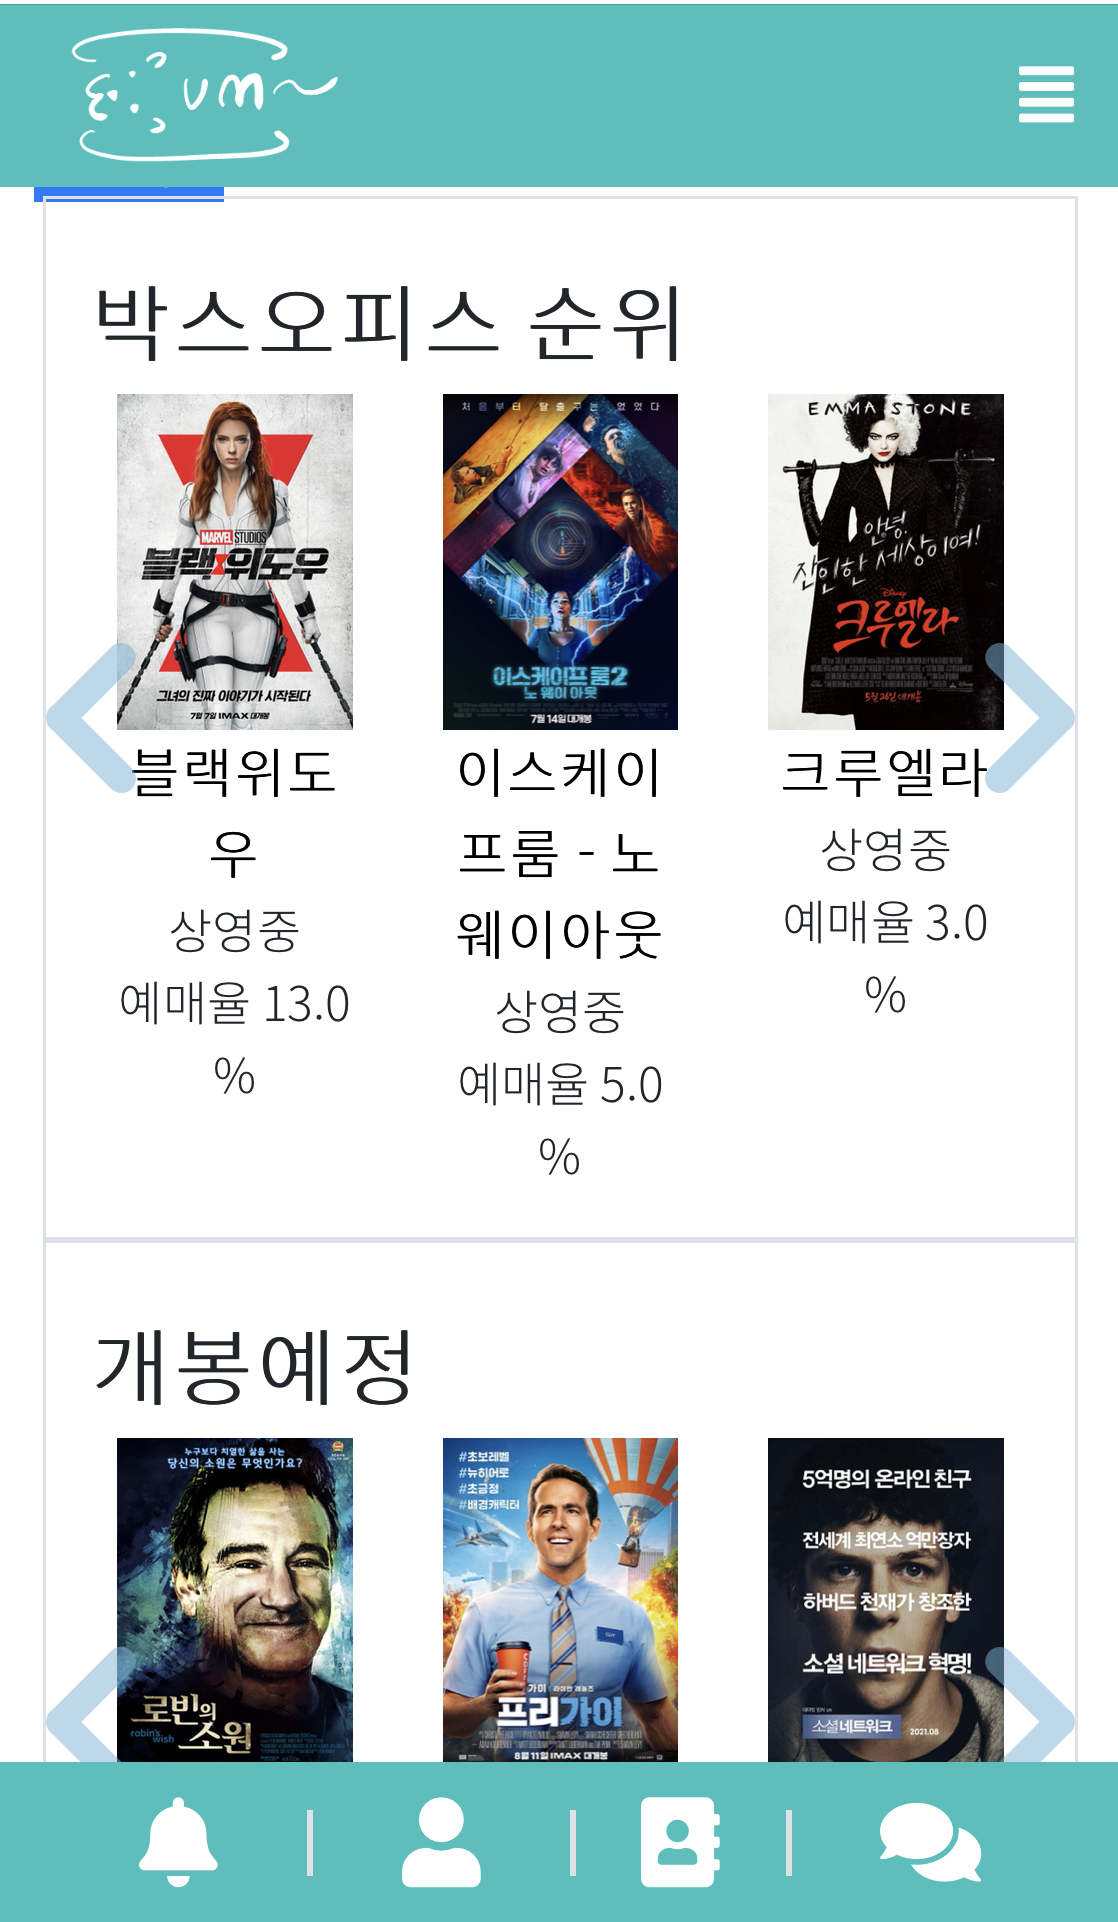 um~
박스오피스 순위
처음부터 탈출구는 없었다
EMMA STONE
MARVEL STUDIOS
블랙 위도우
그녀의 진짜 이야기가 시작된다
7월 7일 IMAX 대개봉
이스케이프 룸2
노 웨이 아웃
7월 14일 대개봉
안녕,
잔인한 세상이여!
Disney
크루엘라
5월 26일 대개봉
블랙위도
우
상영중
예매율 13.0
%
이스케이
프룸 - 노
웨이아웃
상영중
예매율 5.0
%
크루엘라
상영중
예매율 3.0
%
개봉예정
누구보다 치열한 삶을 사는
당신의 소원은 무엇인가요?
로빈의
소원
robin's
wish
#초보레벨
#뉴히어로
#초긍정
#배경캐릭터
GUY
가이 라이언 레놀즈
프리가이
8월 11일 IMAX 대개봉
5억명의 온라인 친구
전세계 최연소 억만장자
하버드 천재가 창조한
소셜 네트워크 혁명!
소셜네트워크
2021.08